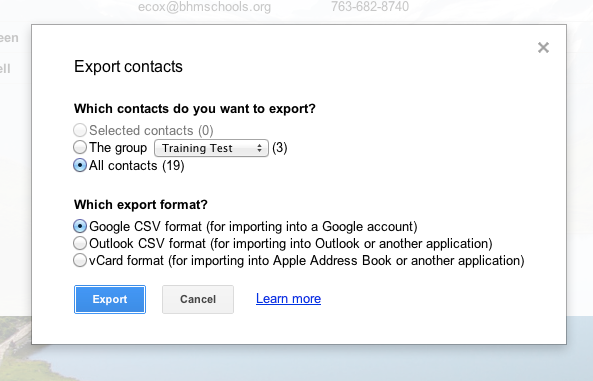 ecox@bhmschools.org 763-682-8740
een
ell
Export contacts
Which contacts do you want to export?
Selected contacts (0)
The group Training Test (3)
All contacts (19)
Which export format?
Google CSV format (for importing into a Google account)
Outlook CSV format (for importing into Outlook or another application)
vCard format (for importing into Apple Address Book or another application)
Export Cancel Learn more